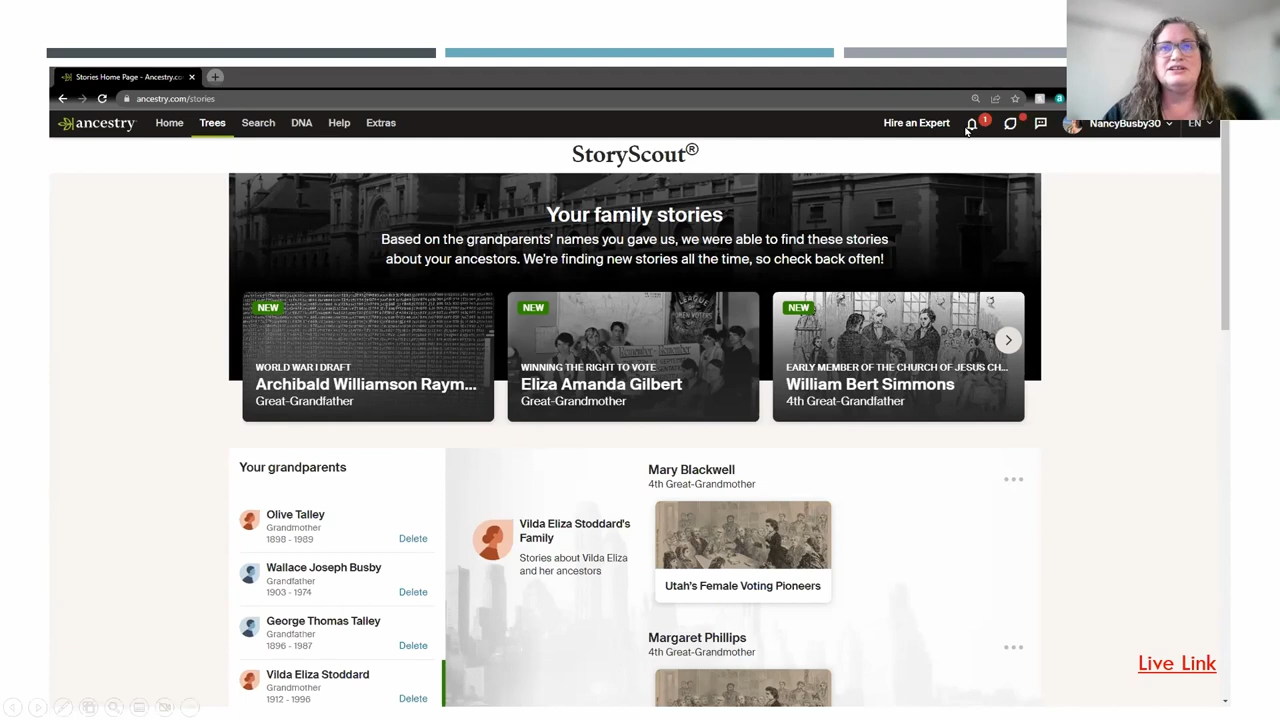 Stories Home Page - Ancestry.co
ancestry.com/stories
ancestry Home Trees Search DNA Help Extras Hire an Expert 1 NancyBusby30 EN
StoryScout®
Your family stories
Based on the grandparents' names you gave us, we were able to find these stories
about your ancestors. We're finding new stories all the time, so check back often!
NEW
WORLD WAR I DRAFT
Archibald Williamson Raym...
Great-Grandfather
NEW
LEAGUE
WOMEN VOTERS
WINNING THE RIGHT TO VOTE
Eliza Amanda Gilbert
Great-Grandmother
NEW
EARLY MEMBER OF THE CHURCH OF JESUS CH...
William Bert Simmons
4th Great-Grandfather
Your grandparents
Olive Talley
Grandmother
1898 - 1989 Delete
Wallace Joseph Busby
Grandfather
1903 - 1974 Delete
George Thomas Talley
Grandfather
1896 - 1987 Delete
Vilda Eliza Stoddard
Grandmother
1912 - 1996 Delete
Vilda Eliza Stoddard's
Family
Stories about Vilda Eliza
and her ancestors
Mary Blackwell
4th Great-Grandmother
Utah's Female Voting Pioneers
Margaret Phillips
4th Great-Grandmother
Live Link